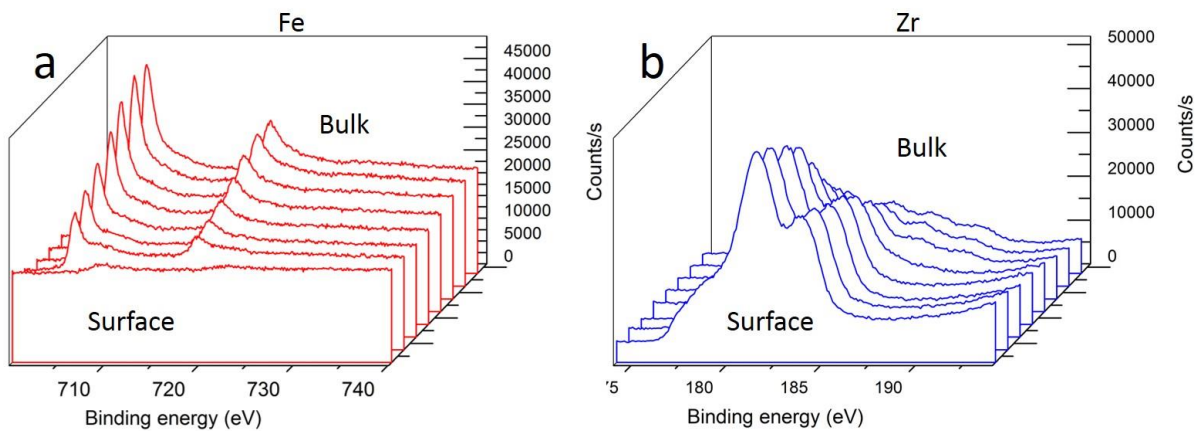 Fe
a
45000
40000
35000
30000
25000
20000
15000
10000
5000
0
Counts/s
Bulk
Surface
710
720
730
740
Binding energy (eV)
Zr
b
50000
40000
30000
20000
10000
0
Counts/s
Bulk
Surface
'5
180
185
190
Binding energy (eV)